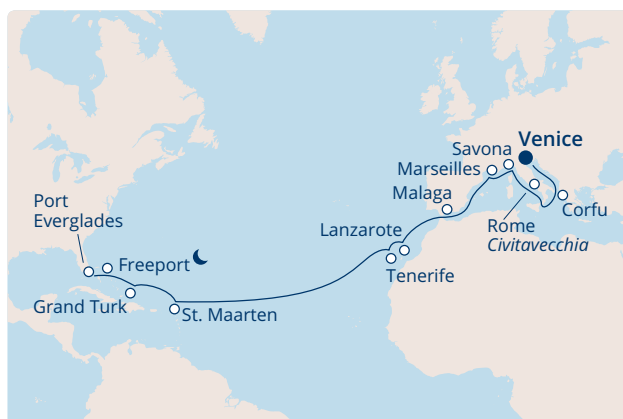 Venice
Savona
Marseilles
Malaga
Corfu
Rome
Civitavecchia
Lanzarote
Tenerife
Port
Everglades
Freeport
Grand Turk
St. Maarten